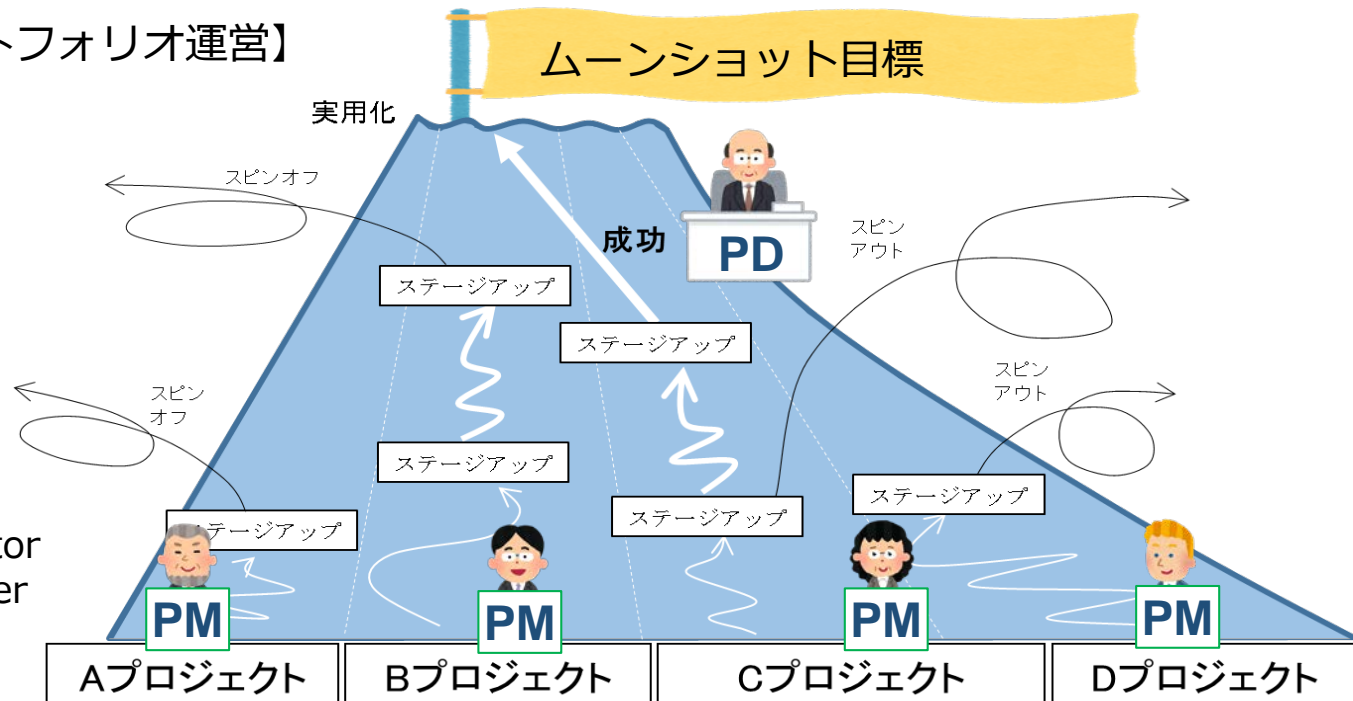 トフォリオ運営】
ムーンショット目標
実用化
スピンオフ
成功
PD
スピン
アウト
ステージアップ
ステージアップ
スピン
オフ
スピン
アウト
ステージアップ
ステージアップ
ステージアップ
ステージアップ
tor
er
PM
PM
PM
PM
Aプロジェクト
Bプロジェクト
Cプロジェクト
Dプロジェクト